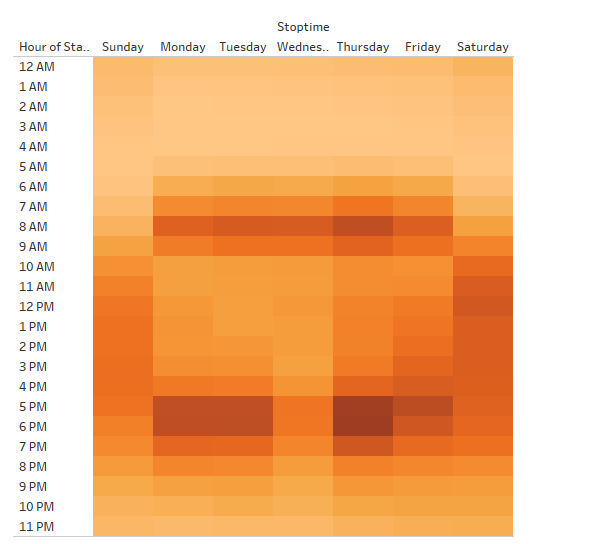 Stoptime
Hour of Sta.. Sunday Monday Tuesday Wednes.. Thursday Friday Saturday
12 AM
1 AM
2 AM
3 AM
4 AM
5 AM
6 AM
7 AM
8 AM
9 AM
10 AM
11 AM
12 PM
1 PM
2 PM
3 PM
4 PM
5 PM
6 PM
7 PM
8 PM
9 PM
10 PM
11 PM